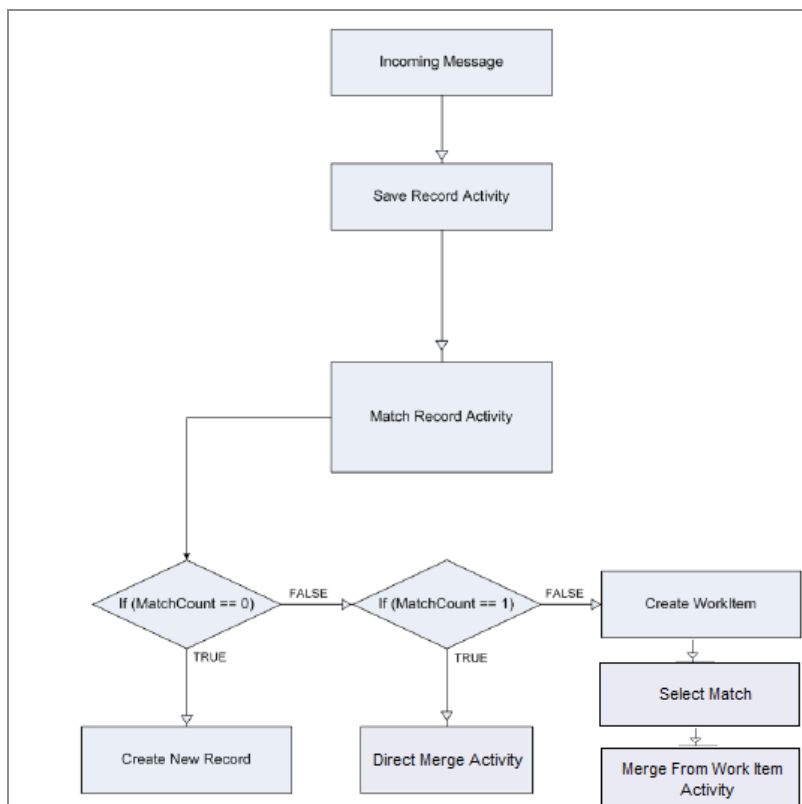 Incoming Message
Save Record Activity
Match Record Activity
If (MatchCount == 0)
FALSE
If (MatchCount == 1)
FALSE
Create WorkItem
TRUE
TRUE
Select Match
Create New Record
Direct Merge Activity
Merge From Work Item
Activity